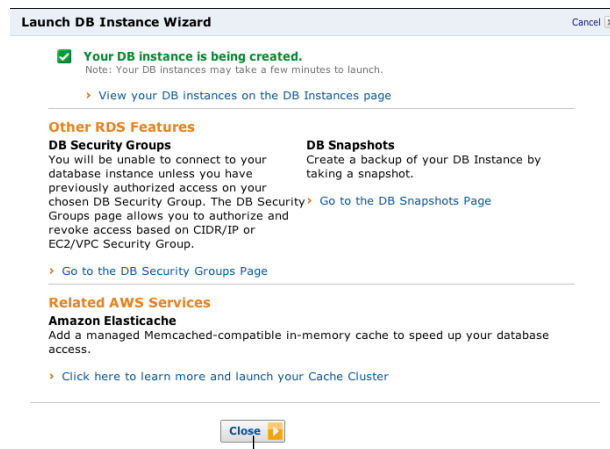 Launch DB Instance Wizard
Cancel
Your DB instance is being created.
Note: Your DB instances may take a few minutes to launch.
› View your DB instances on the DB Instances page
Other RDS Features
DB Security Groups
You will be unable to connect to your
database instance unless you have
previously authorized access on your
chosen DB Security Group. The DB Security
Groups page allows you to authorize and
revoke access based on CIDR/IP or
EC2/VPC Security Group.
› Go to the DB Security Groups Page
DB Snapshots
Create a backup of your DB Instance by
taking a snapshot.
› Go to the DB Snapshots Page
Related AWS Services
Amazon Elasticache
Add a managed Memcached-compatible in-memory cache to speed up your database
access.
› Click here to learn more and launch your Cache Cluster
Close